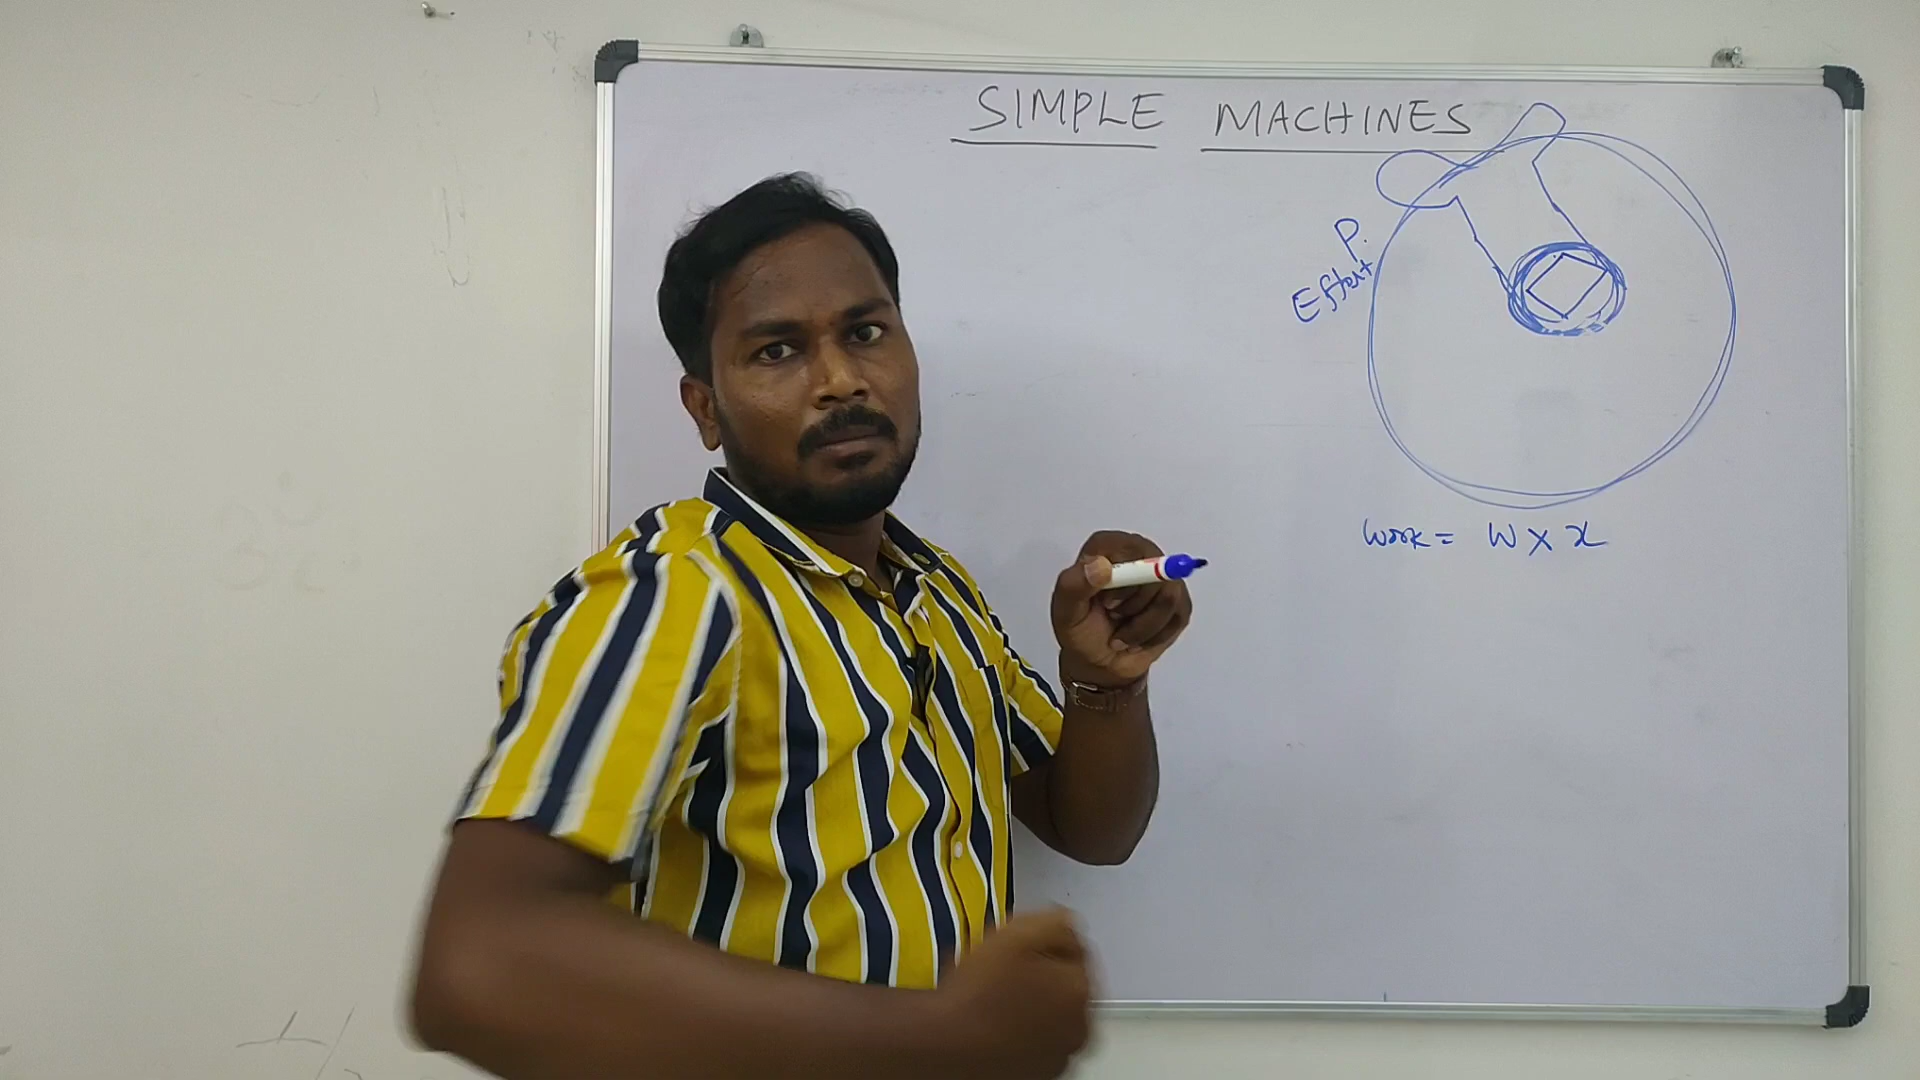 SIMPLE MACHINES
P.
Effort
Work = W X x